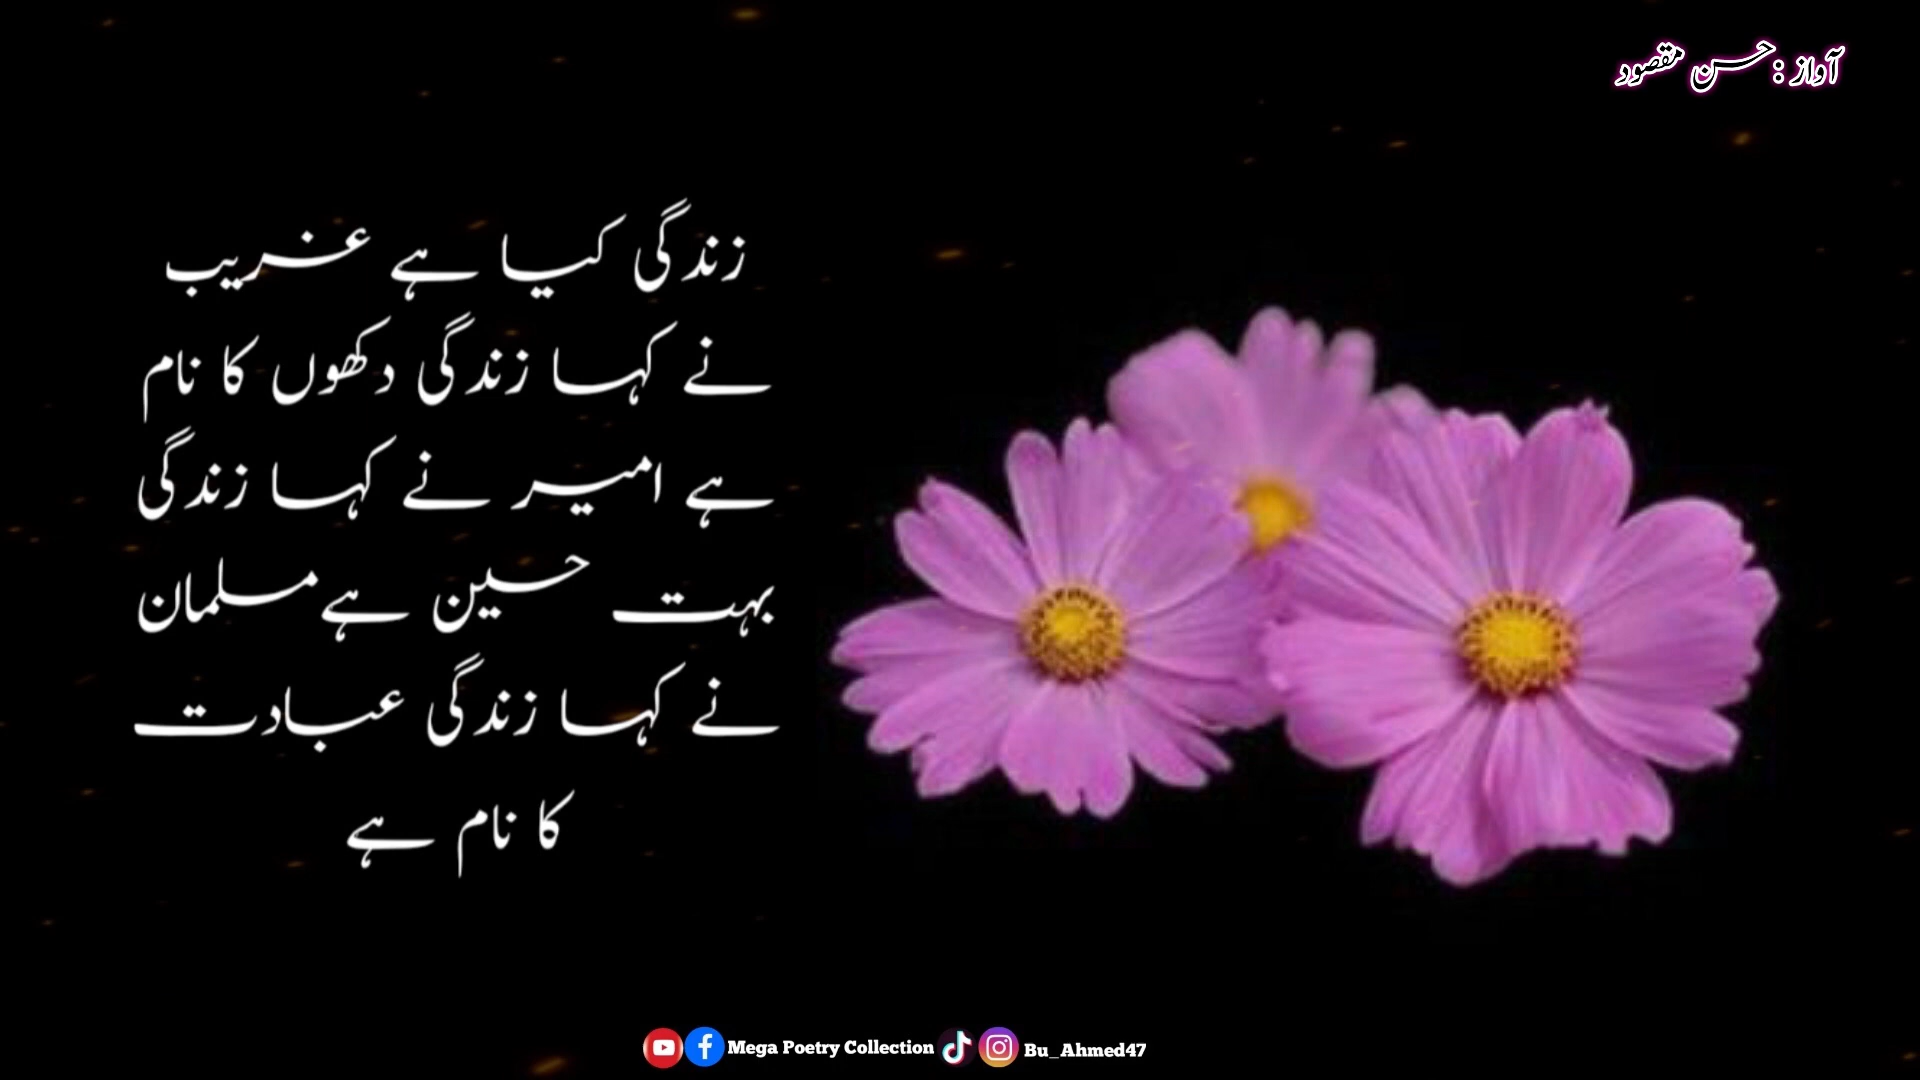 آواز : حسن مقصود
زندگی کیا ہے غریب
نے کہا زندگی دکھوں کا نام
ہے امیر نے کہا زندگی
بہت حسین ہے مسلمان
نے کہا زندگی عبادت
کا نام ہے
Mega Poetry Collection Bu_Ahmed47